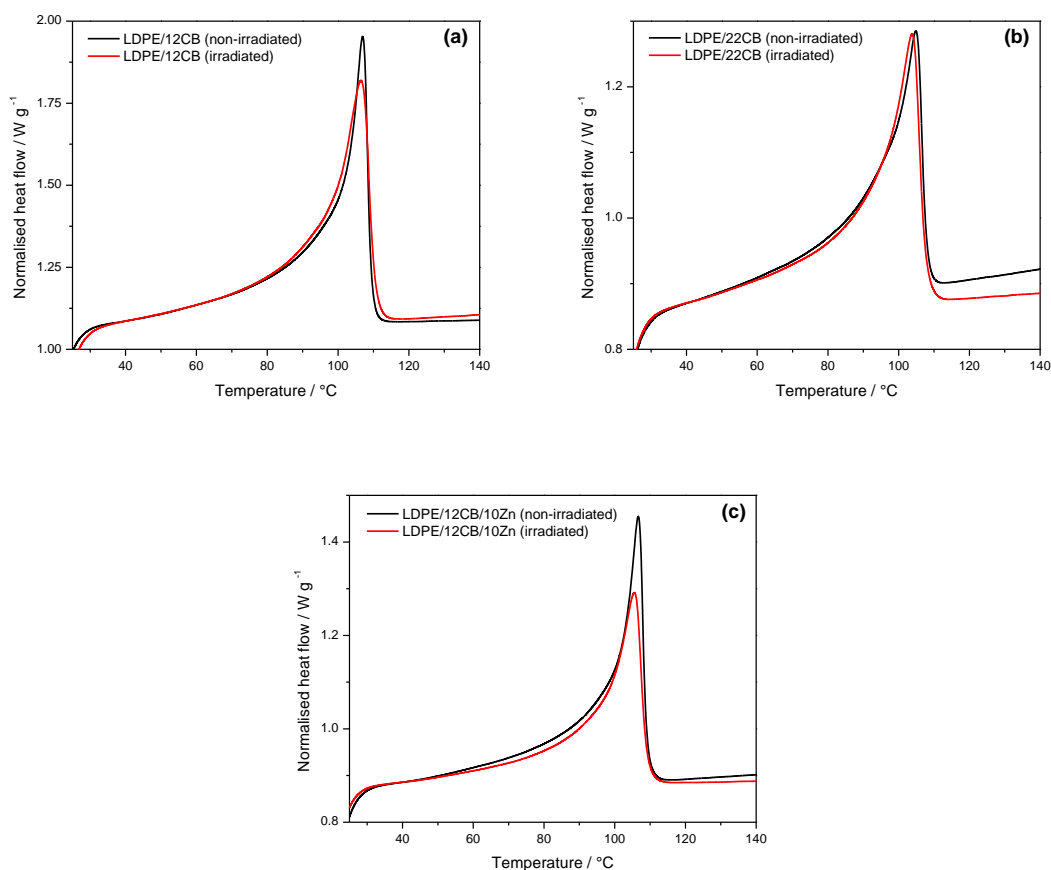 LDPE/12CB (non-irradiated)
LDPE/12CB (irradiated)
(a)
2.00
1.75
1.50
1.25
1.00
Normalised heat flow / W g⁻¹
40 60 80 100 120 140
Temperature / °C
LDPE/22CB (non-irradiated)
LDPE/22CB (irradiated)
(b)
1.2
1.0
0.8
Normalised heat flow / W g⁻¹
40 60 80 100 120 140
Temperature / °C
LDPE/12CB/10Zn (non-irradiated)
LDPE/12CB/10Zn (irradiated)
(c)
1.4
1.2
1.0
0.8
Normalised heat flow / W g⁻¹
40 60 80 100 120 140
Temperature / °C